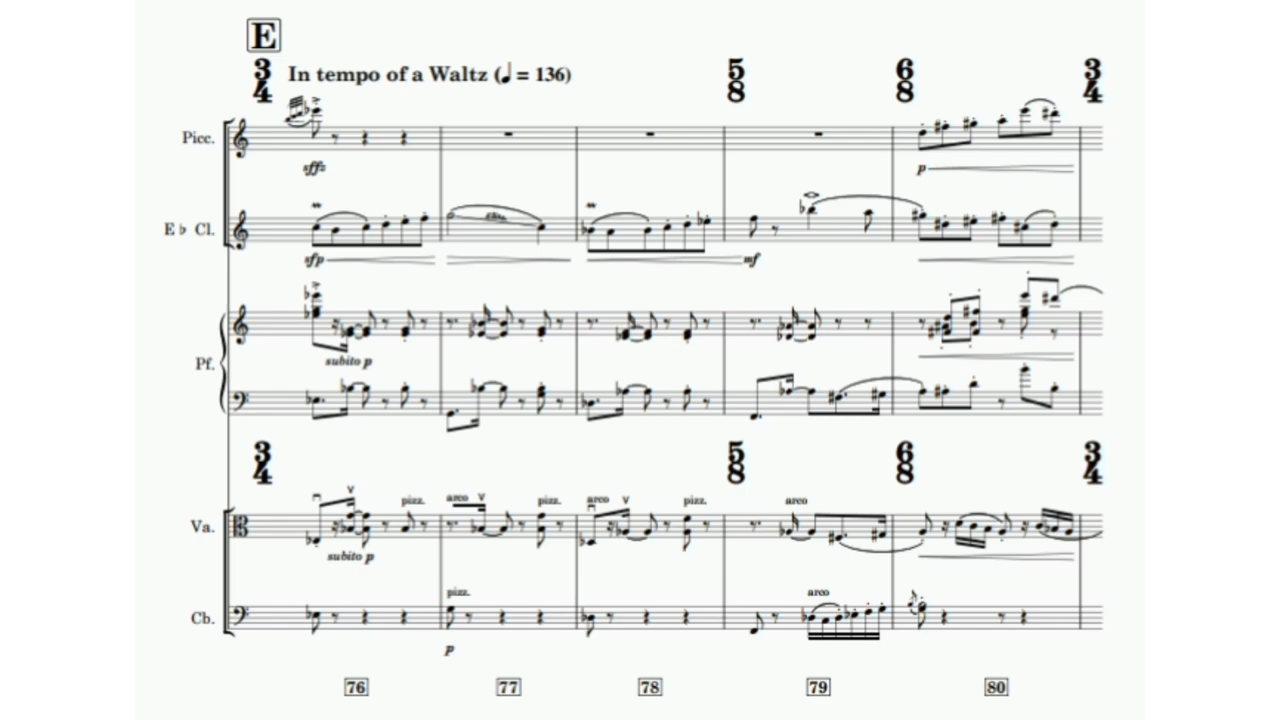 E
3 4 In tempo of a Waltz (♩ = 136) 5 8 6 8 3 4
Picc.
sffz p
E♭ Cl.
sfp mf
Pf.
subito p
3 4 5 8 6 8 3 4
pizz. arco pizz. arco pizz. arco
Va.
subito p
pizz. arco
Cb.
p
76 77 78 79 80